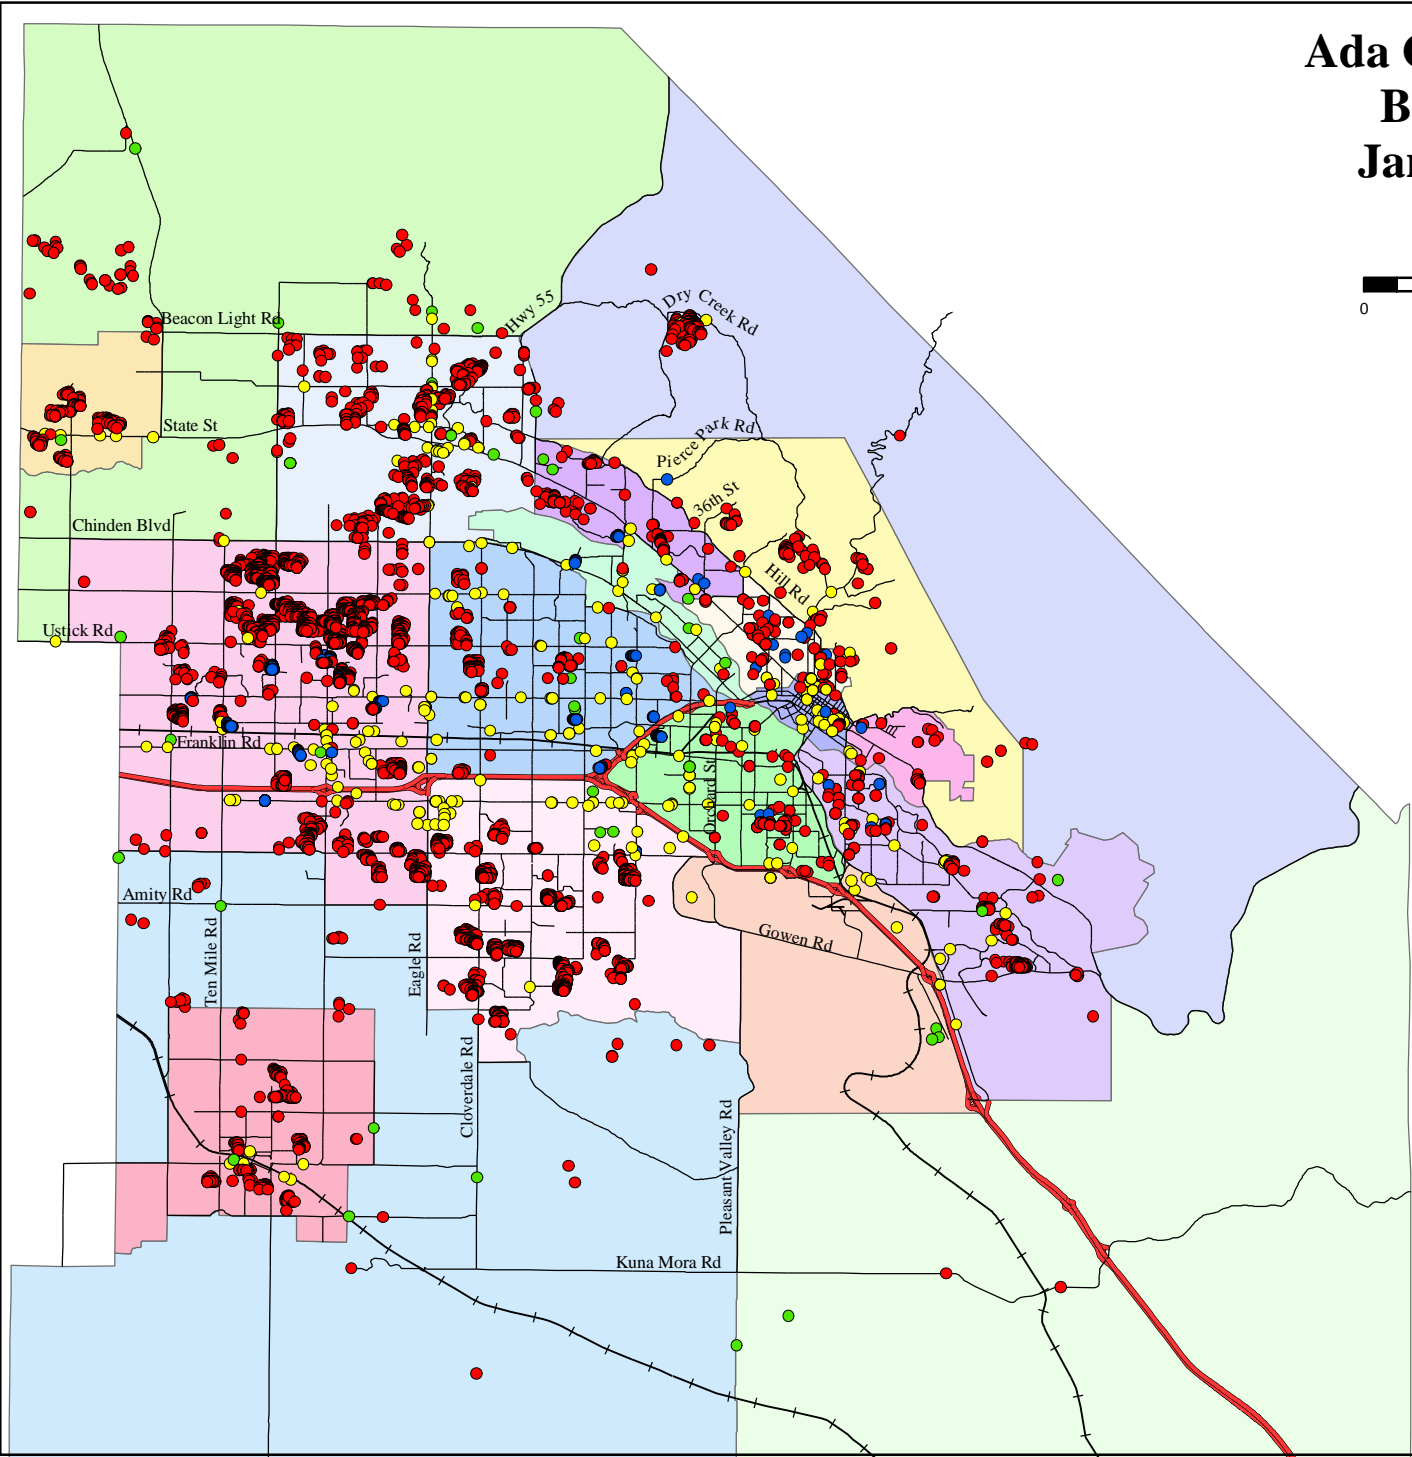 Ada C
B
Jan
0
Hwy 55
Dry Creek Rd
Beacon Light Rd
State St
Pierce Park Rd
36th St
Chinden Blvd
Hill Rd
Ustick Rd
Franklin Rd
Orchard St
Amity Rd
Ten Mile Rd
Eagle Rd
Gowen Rd
Cloverdale Rd
Pleasant Valley Rd
Kuna Mora Rd